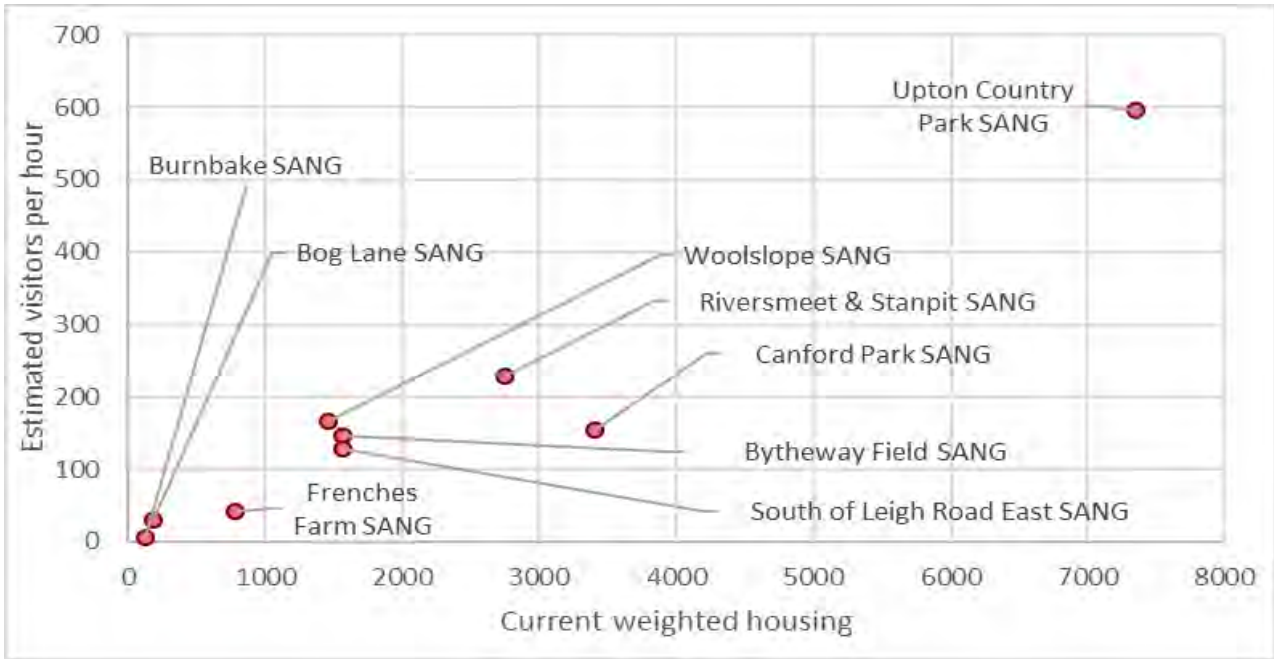 700
600
500
400
300
200
100
0
Estimated visitors per hour
Upton Country
Park SANG
Burnbake SANG
Bog Lane SANG
Woolslope SANG
Riversmeet & Stanpit SANG
Canford Park SANG
Bytheway Field SANG
Frenches
Farm SANG
South of Leigh Road East SANG
0 1000 2000 3000 4000 5000 6000 7000 8000
Current weighted housing